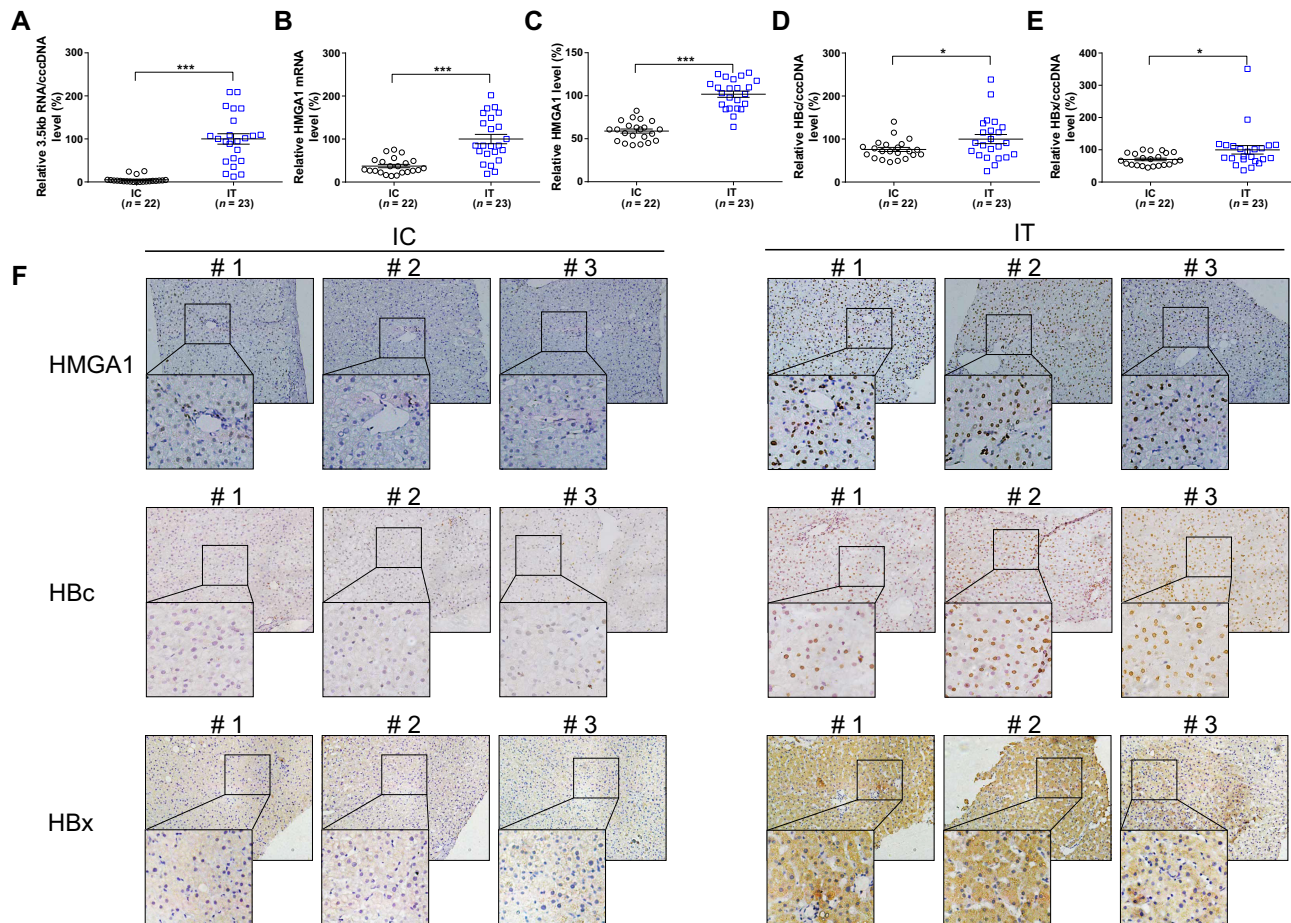 A
Relative 3.5kb RNA/cccDNA
level (%)
300
200
100
0
***
IC
(n = 22)
IT
(n = 23)
B
Relative HMGA1 mRNA
level (%)
300
200
100
0
***
IC
(n = 22)
IT
(n = 23)
C
Relative HMGA1 level (%)
150
100
50
0
***
IC
(n = 22)
IT
(n = 23)
D
Relative HBc/cccDNA
level (%)
300
200
100
0
*
IC
(n = 22)
IT
(n = 23)
E
Relative HBx/cccDNA
level (%)
400
300
200
100
0
*
IC
(n = 22)
IT
(n = 23)
F
IC
IT
# 1
# 2
# 3
# 1
# 2
# 3
HMGA1
# 1
# 2
# 3
# 1
# 2
# 3
HBc
# 1
# 2
# 3
# 1
# 2
# 3
HBx